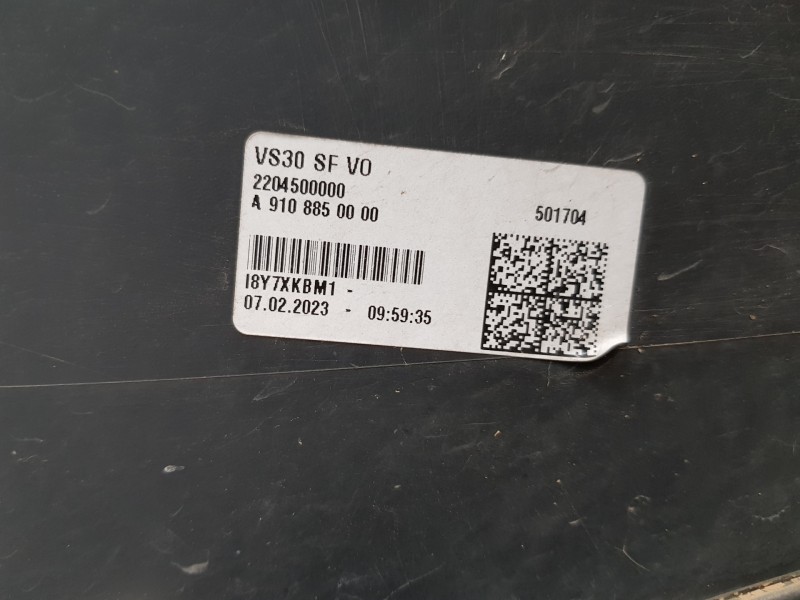 VS30 SF VO
2204500000
A 910 885 00 00
501704
I8Y7XKBM1 -
07.02.2023 - 09:59:35